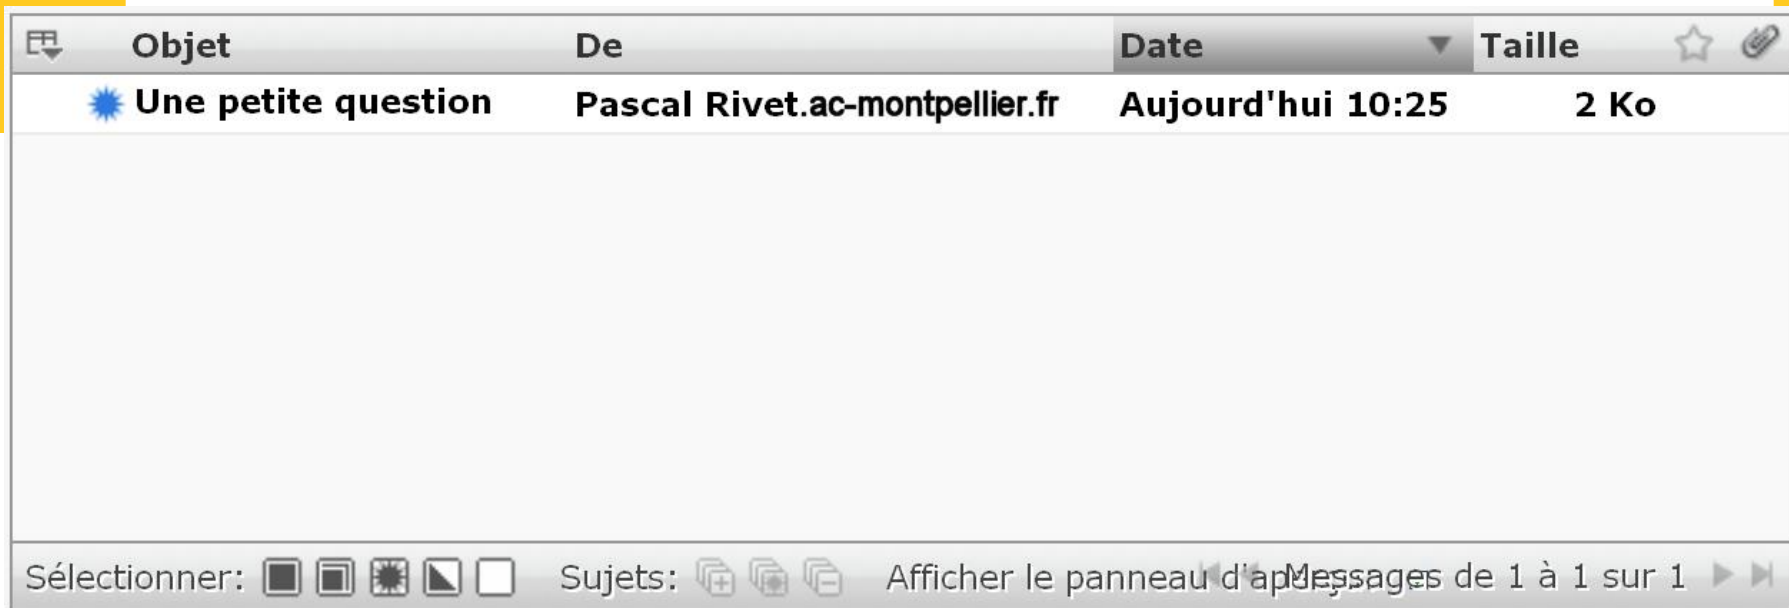 Objet De Date Taille
Une petite question Pascal Rivet.ac-montpellier.fr Aujourd'hui 10:25 2 Ko
Sélectionner: Sujets: Afficher le panneau Messages de 1 à 1 sur 1